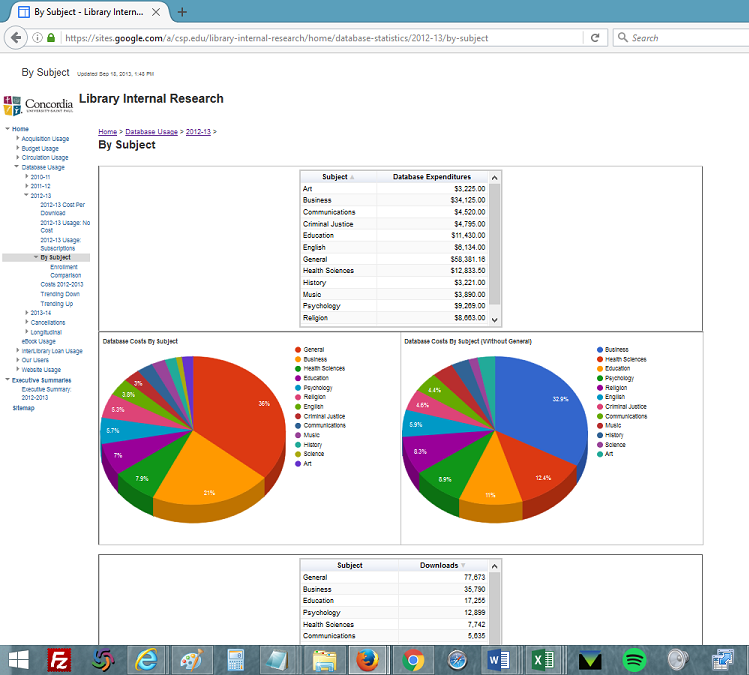 By Subject - Library Intern...
https://sites.google.com/a/csp.edu/library-internal-research/home/database-statistics/2012-13/by-subject
Search
By Subject Updated Sep 18, 2013, 1:48 PM
Concordia
UNIVERSITY·SAINT PAUL
Library Internal Research
Home
Acquisition Usage
Budget Usage
Circulation Usage
Database Usage
2010-11
2011-12
2012-13
2012-13 Cost Per
Download
2012-13 Usage: No
Cost
2012-13 Usage:
Subscriptions
By Subject
Enrollment
Comparison
Costs 2012-2013
Trending Down
Trending Up
2013-14
Cancellations
Longitudinal
eBook Usage
InterLibrary Loan Usage
Our Users
Website Usage
Executive Summaries
Executive Summary:
2012-2013
Sitemap
Home > Database Usage > 2012-13 >
By Subject
Subject Database Expenditures
Art $3,225.00
Business $34,125.00
Communications $4,520.00
Criminal Justice $4,795.00
Education $11,430.00
English $6,134.00
General $58,381.16
Health Sciences $12,833.50
History $3,221.00
Music $3,890.00
Psychology $9,269.00
Religion $8,663.00
Database Costs By Subject
36%
21%
7.9%
7%
5.7%
5.3%
3.8%
3%
General
Business
Health Sciences
Education
Psychology
Religion
English
Criminal Justice
Communications
Music
History
Science
Art
Database Costs By Subject (Without General)
32.9%
12.4%
11%
8.9%
8.3%
5.9%
4.6%
4.4%
Business
Health Sciences
Education
Psychology
Religion
English
Criminal Justice
Communications
Music
History
Science
Art
Subject Downloads
General 77,673
Business 35,790
Education 17,255
Psychology 12,899
Health Sciences 7,742
Communications 5,635